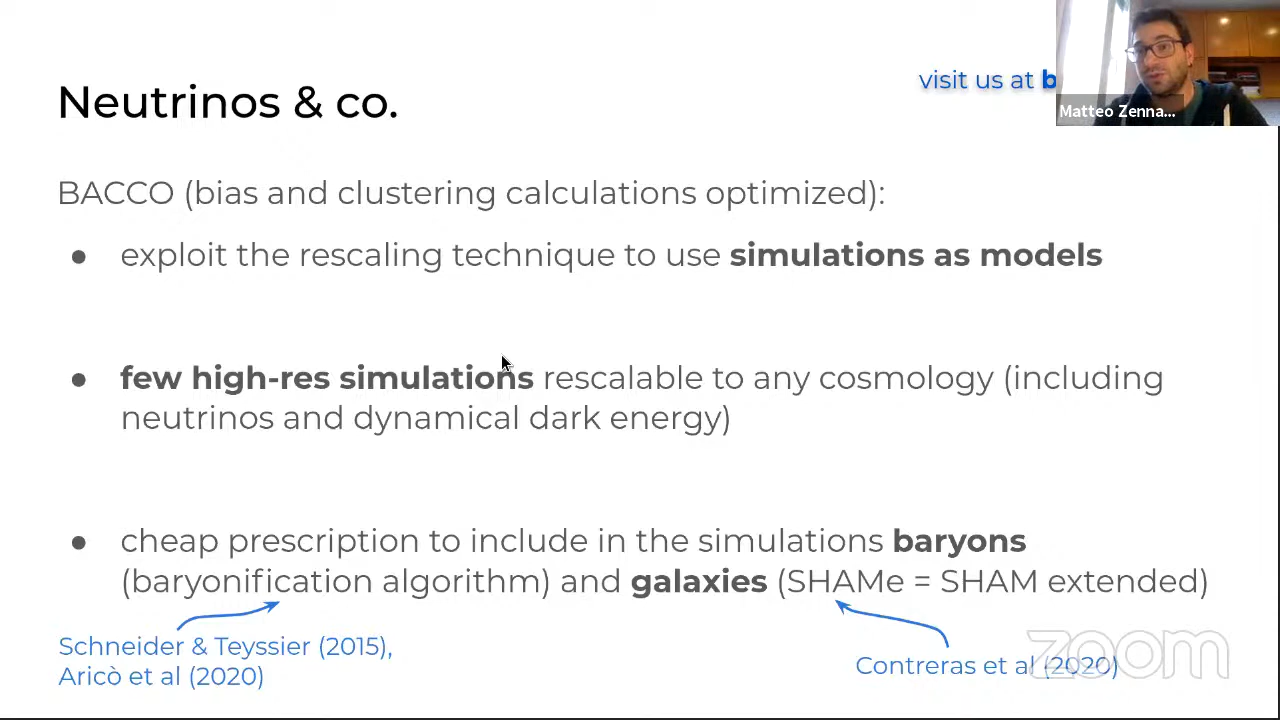 visit us at b
Neutrinos & co.
Matteo Zenna...
BACCO (bias and clustering calculations optimized):
● exploit the rescaling technique to use simulations as models
● few high-res simulations rescalable to any cosmology (including
neutrinos and dynamical dark energy)
● cheap prescription to include in the simulations baryons
(baryonification algorithm) and galaxies (SHAMe = SHAM extended)
Schneider & Teyssier (2015),
Aricò et al (2020)
Contreras et al (2020)
zoom